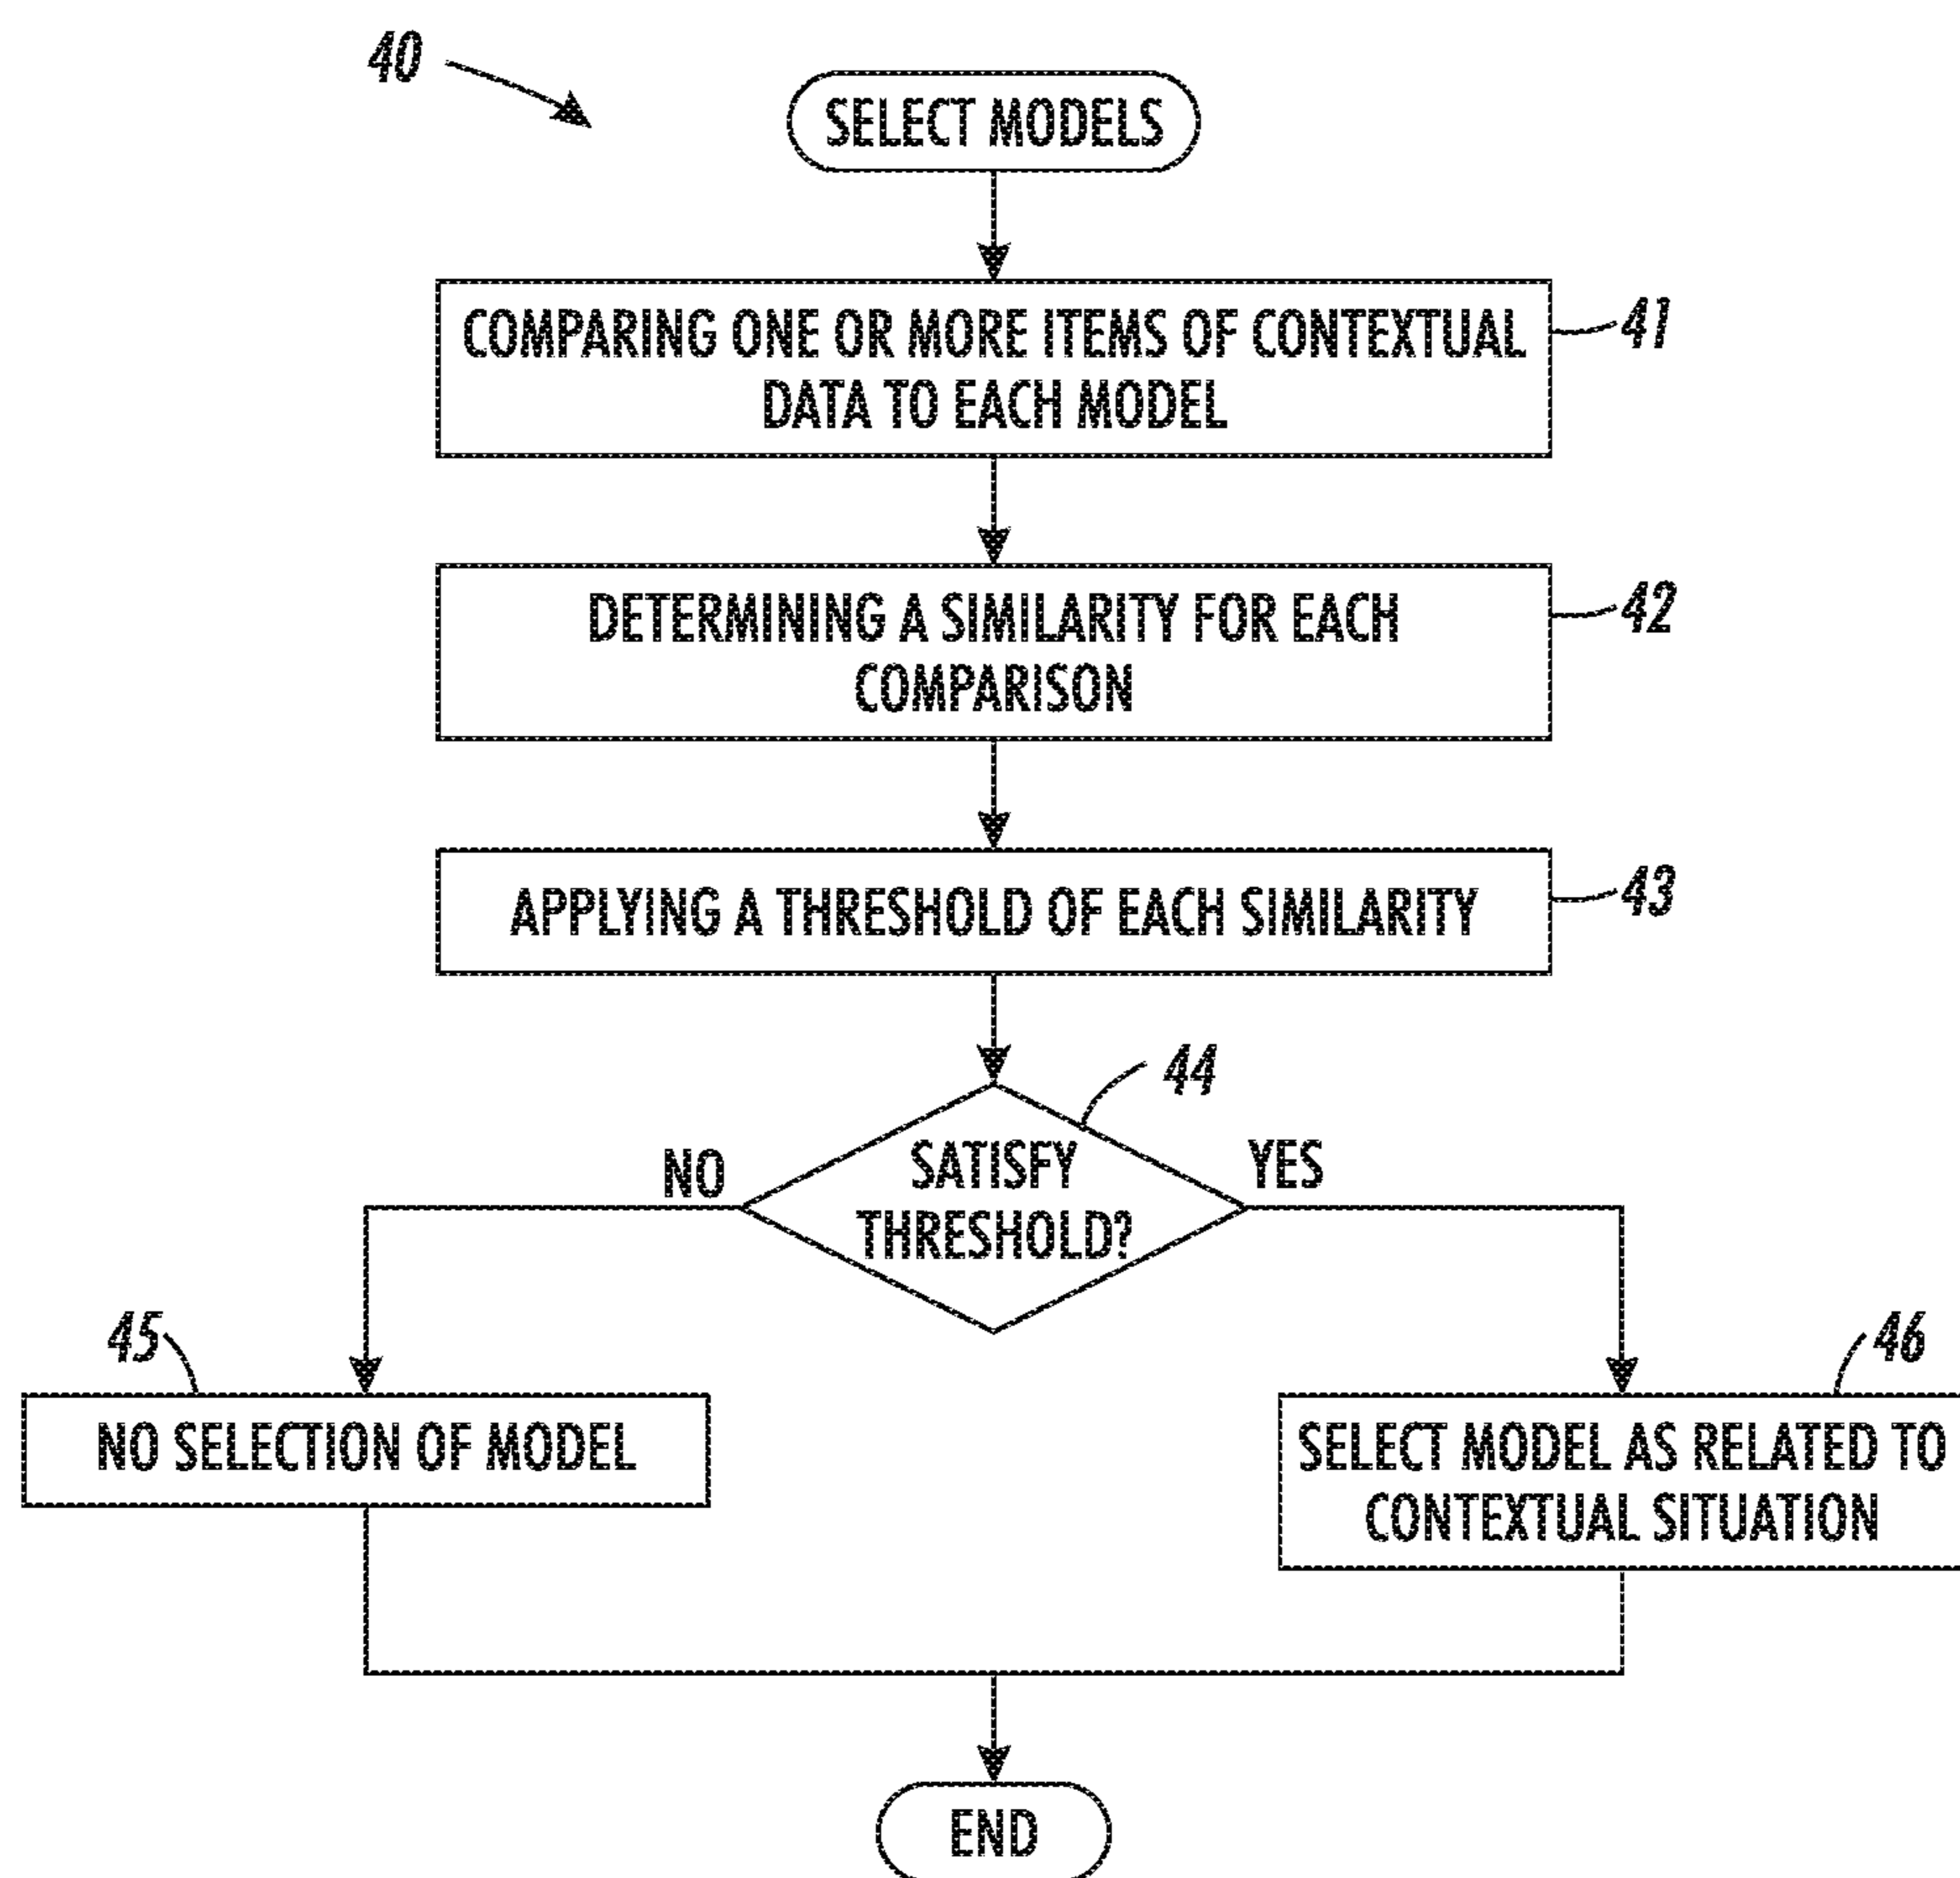 40
SELECT MODELS
COMPARING ONE OR MORE ITEMS OF CONTEXTUAL
DATA TO EACH MODEL
41
DETERMINING A SIMILARITY FOR EACH
COMPARISON
42
APPLYING A THRESHOLD OF EACH SIMILARITY
43
44
SATISFY
THRESHOLD?
NO
YES
45
NO SELECTION OF MODEL
46
SELECT MODEL AS RELATED TO
CONTEXTUAL SITUATION
END